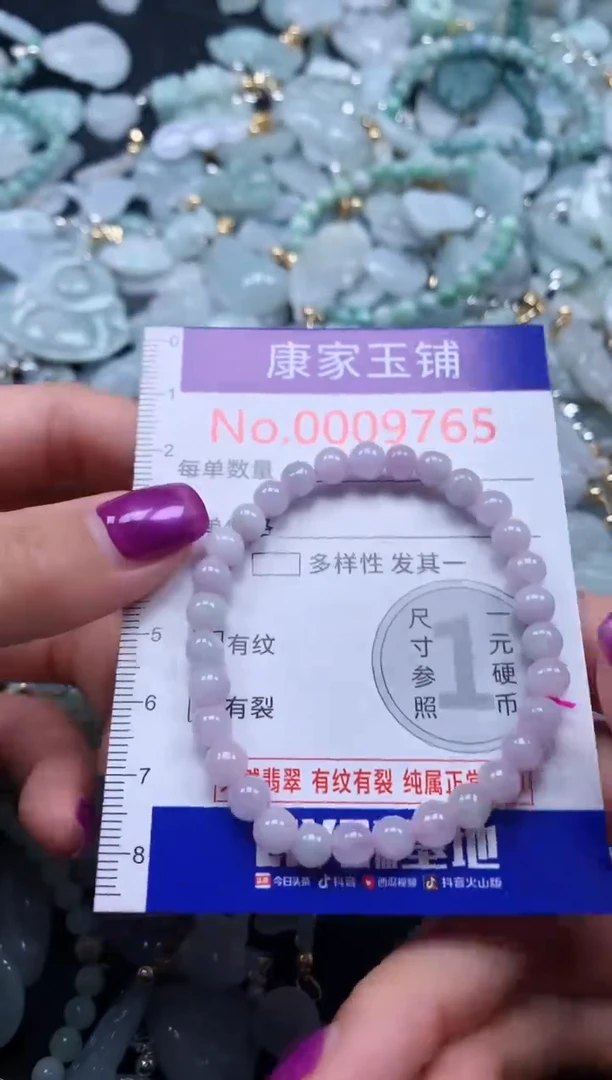 康家玉铺
No.0009765
每单数量
多样性 发其一
有纹
有裂
尺寸参照
一元硬币
1
翡翠 有纹有裂 纯属正常
基地
今日头条 抖音 西瓜视频 抖音火山版
0
1
2
5
6
7
8